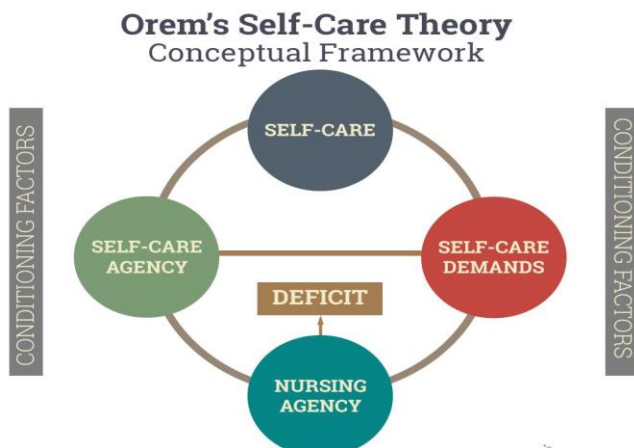 Orem's Self-Care Theory
Conceptual Framework
CONDITIONING FACTORS
SELF-CARE
CONDITIONING FACTORS
SELF-CARE
AGENCY
SELF-CARE
DEMANDS
DEFICIT
NURSING
AGENCY